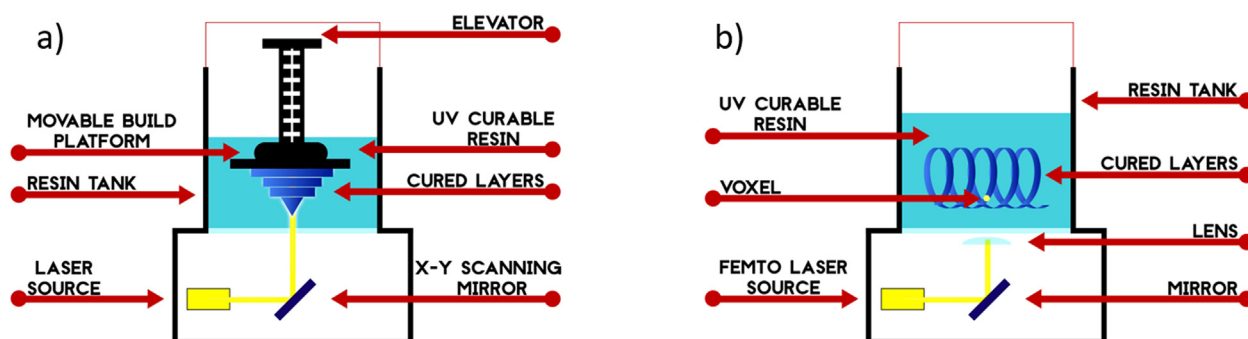 a)
ELEVATOR
MOVABLE BUILD
PLATFORM
UV CURABLE
RESIN
RESIN TANK
CURED LAYERS
LASER
SOURCE
X-Y SCANNING
MIRROR
b)
RESIN TANK
UV CURABLE
RESIN
CURED LAYERS
VOXEL
LENS
FEMTO LASER
SOURCE
MIRROR